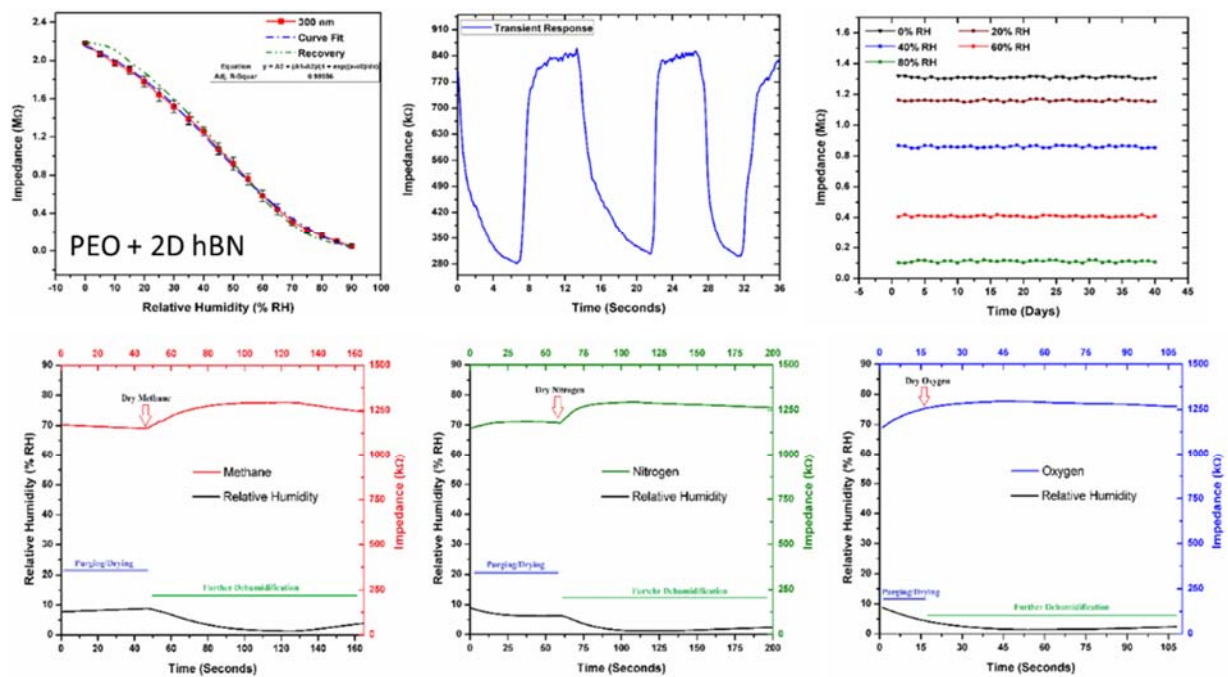 2.4
2.0
1.6
1.2
0.8
0.4
0.0
Impedance (MΩ)
300 nm
Curve Fit
Recovery
Equation
Adj. R-Squar
PEO + 2D hBN
-10 0 10 20 30 40 50 60 70 80 90 100
Relative Humidity (% RH)
910
840
770
700
630
560
490
420
350
280
Impedance (kΩ)
Transient Response
0 4 8 12 16 20 24 28 32 36
Time (Seconds)
1.6
1.4
1.2
1.0
0.8
0.6
0.4
0.2
0.0
Impedance (MΩ)
0% RH 20% RH
40% RH 60% RH
80% RH
-5 0 5 10 15 20 25 30 35 40 45
Time (Days)
0 20 40 60 80 100 120 140 160
90
80
70
60
50
40
30
20
10
0
Relative Humidity (% RH)
Dry Methane
Methane
Relative Humidity
Purging/Drying
Further Dehumidification
1500
1250
1000
750
500
250
0
Impedance (kΩ)
0 20 40 60 80 100 120 140 160
Time (Seconds)
0 25 50 75 100 125 150 175 200
90
80
70
60
50
40
30
20
10
0
Relative Humidity (% RH)
Dry Nitrogen
Nitrogen
Relative Humidity
Purging/Drying
Dehumidification
1500
1250
1000
750
500
250
0
Impedance (kΩ)
0 25 50 75 100 125 150 175 200
Time (Seconds)
0 15 30 45 60 75 90 105
90
80
70
60
50
40
30
20
10
0
Relative Humidity (% RH)
Dry Oxygen
Oxygen
Relative Humidity
Purging/Drying
Further Dehumidification
1500
1250
1000
750
500
250
0
Impedance (kΩ)
0 15 30 45 60 75 90 105
Time (Seconds)